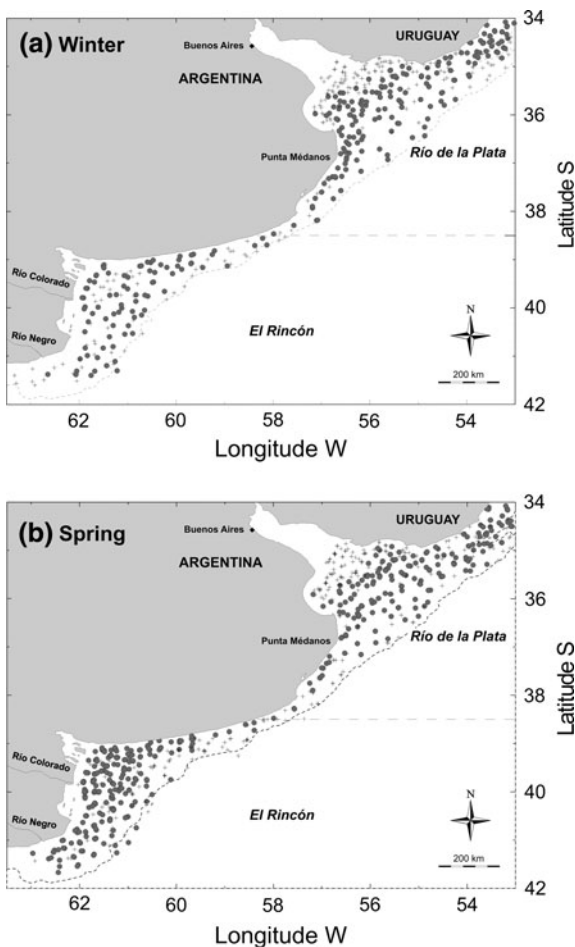 (a) Winter
Buenos Aires
URUGUAY
ARGENTINA
Punta Médanos
Río de la Plata
Río Colorado
Río Negro
El Rincón
N
200 km
34
36
38
40
42
Latitude S
62 60 58 56 54
Longitude W
(b) Spring
Buenos Aires
URUGUAY
ARGENTINA
Punta Médanos
Río de la Plata
Río Colorado
Río Negro
El Rincón
N
200 km
34
36
38
40
42
Latitude S
62 60 58 56 54
Longitude W